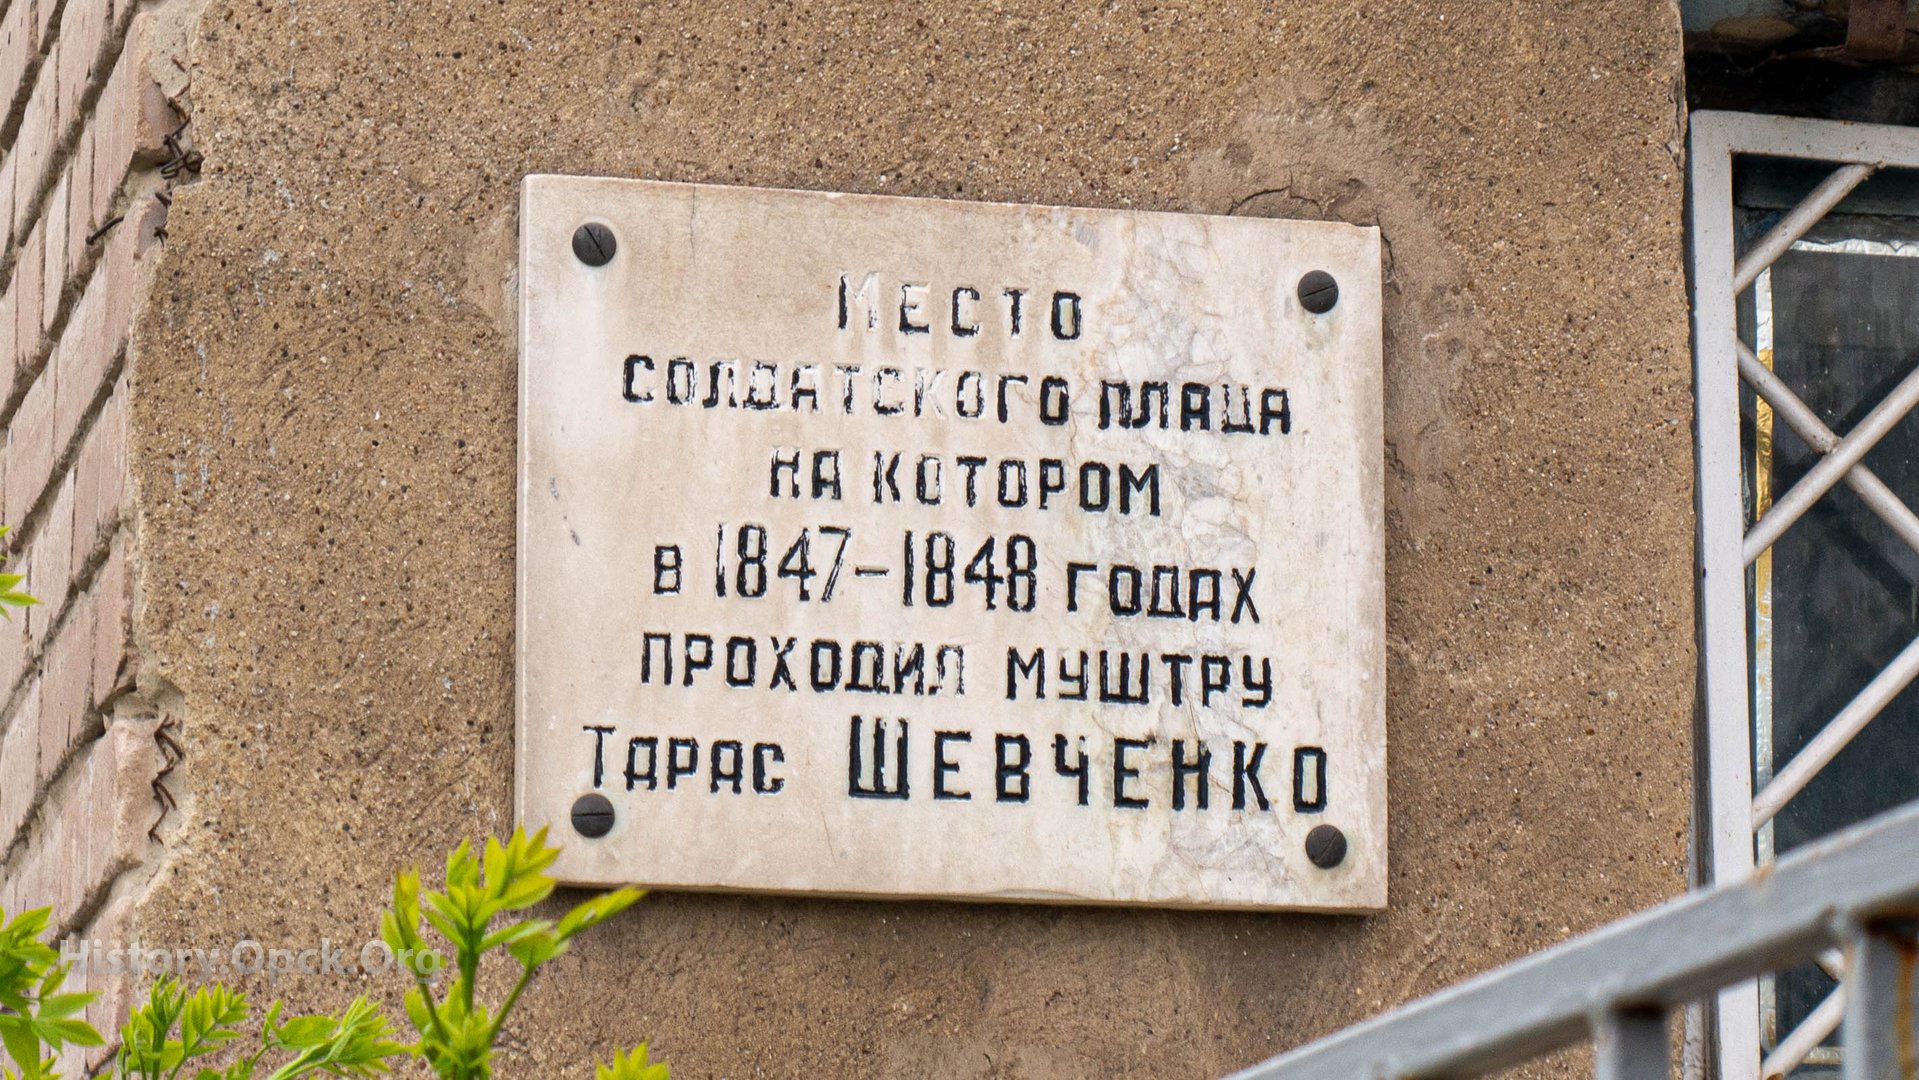 Место
солдатского плаца
на котором
в 1847-1848 годах
проходил муштру
Тарас Шевченко
History.Opck.Org